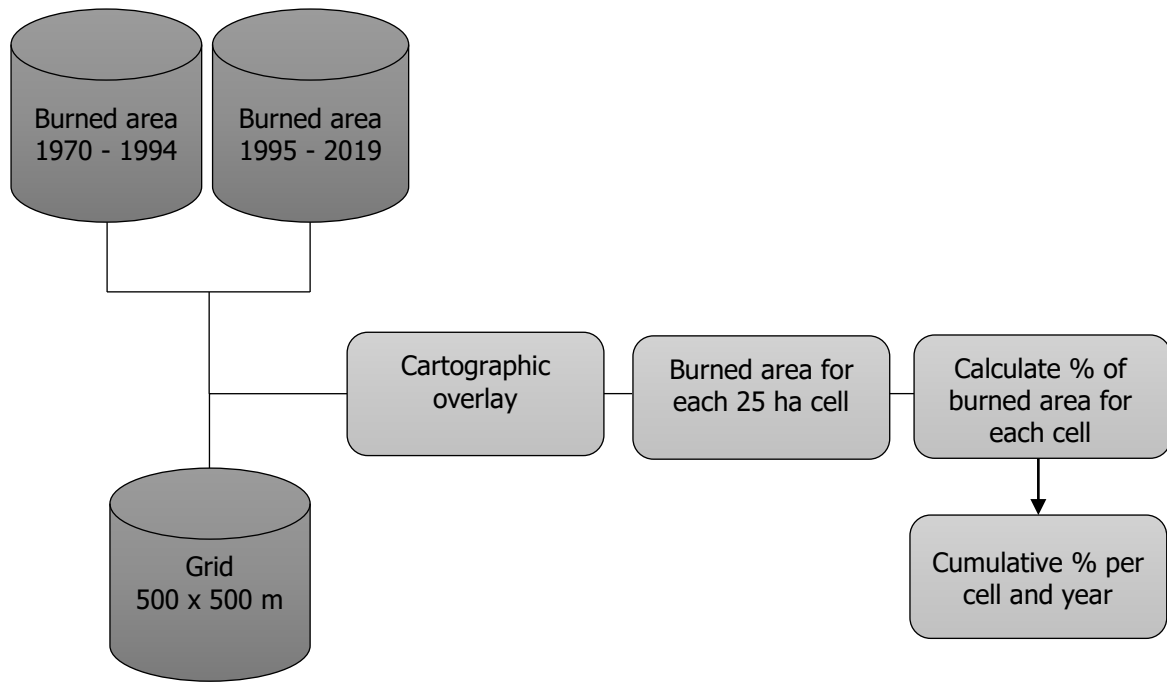 Burned area
1970 - 1994
Burned area
1995 - 2019
Cartographic
overlay
Burned area for
each 25 ha cell
Calculate % of
burned area for
each cell
Grid
500 x 500 m
Cumulative % per
cell and year